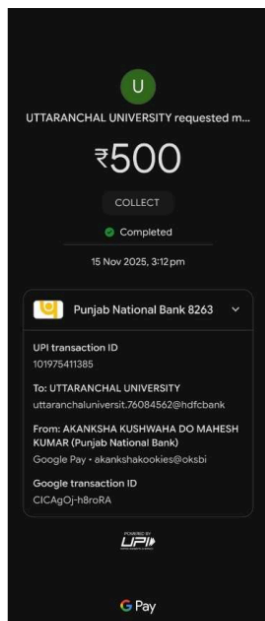 U
UTTARANCHAL UNIVERSITY requested m...
₹500
COLLECT
Completed
15 Nov 2025, 3:12 pm
Punjab National Bank 8263
UPI transaction ID
101975411385
To: UTTARANCHAL UNIVERSITY
uttaranchaluniversit.76084562@hdfcbank
From: AKANKSHA KUSHWAHA DO MAHESH
KUMAR (Punjab National Bank)
Google Pay • akankshakookies@oksbi
Google transaction ID
CICAgOj-h8roRA
POWERED BY
UPI
G Pay